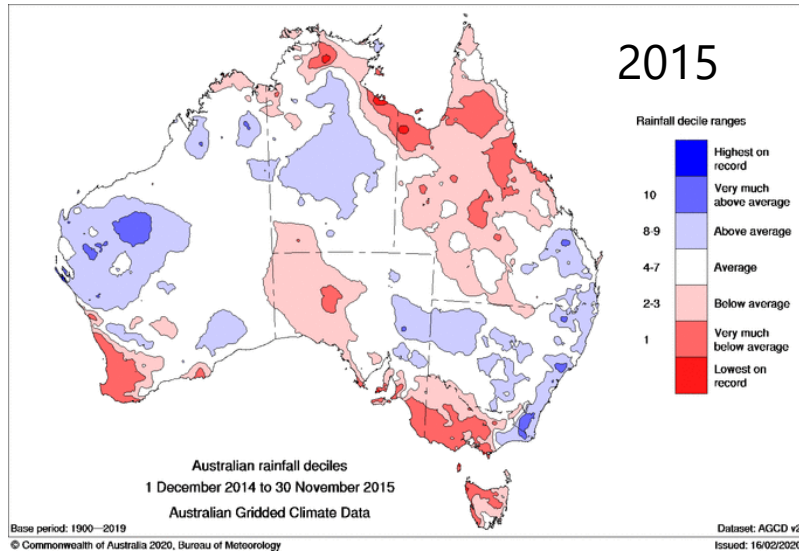 2015
Rainfall decile ranges
Highest on
record
10
Very much
above average
8-9
Above average
4-7
Average
2-3
Below average
1
Very much
below average
Lowest on
record
Australian rainfall deciles
1 December 2014 to 30 November 2015
Australian Gridded Climate Data
Base period: 1900—2019
Dataset: AGCD v2
© Commonwealth of Australia 2020, Bureau of Meteorology
Issued: 16/02/2020